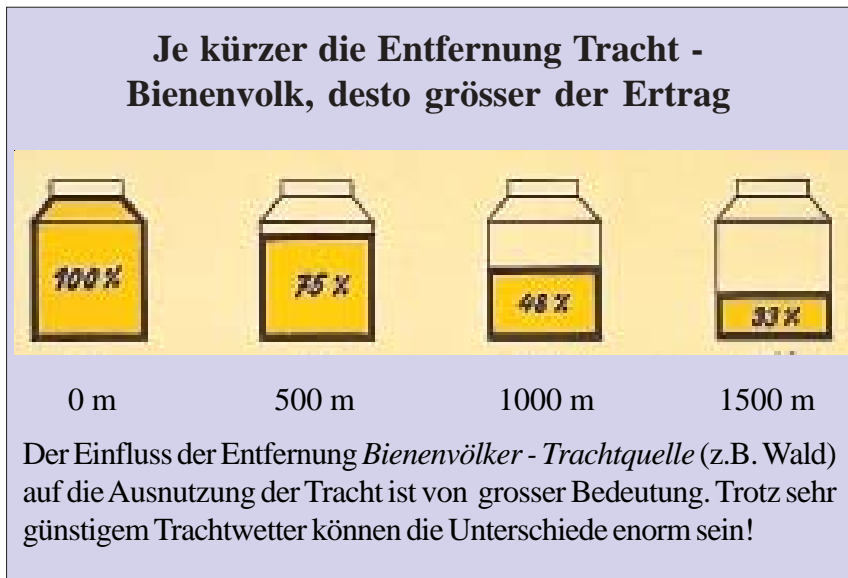 Je kürzer die Entfernung Tracht -
Bienenvolk, desto grösser der Ertrag
100 % 75 % 48 % 33 %
0 m 500 m 1000 m 1500 m
Der Einfluss der Entfernung Bienenvölker - Trachtquelle (z.B. Wald)
auf die Ausnutzung der Tracht ist von grosser Bedeutung. Trotz sehr
günstigem Trachtwetter können die Unterschiede enorm sein!